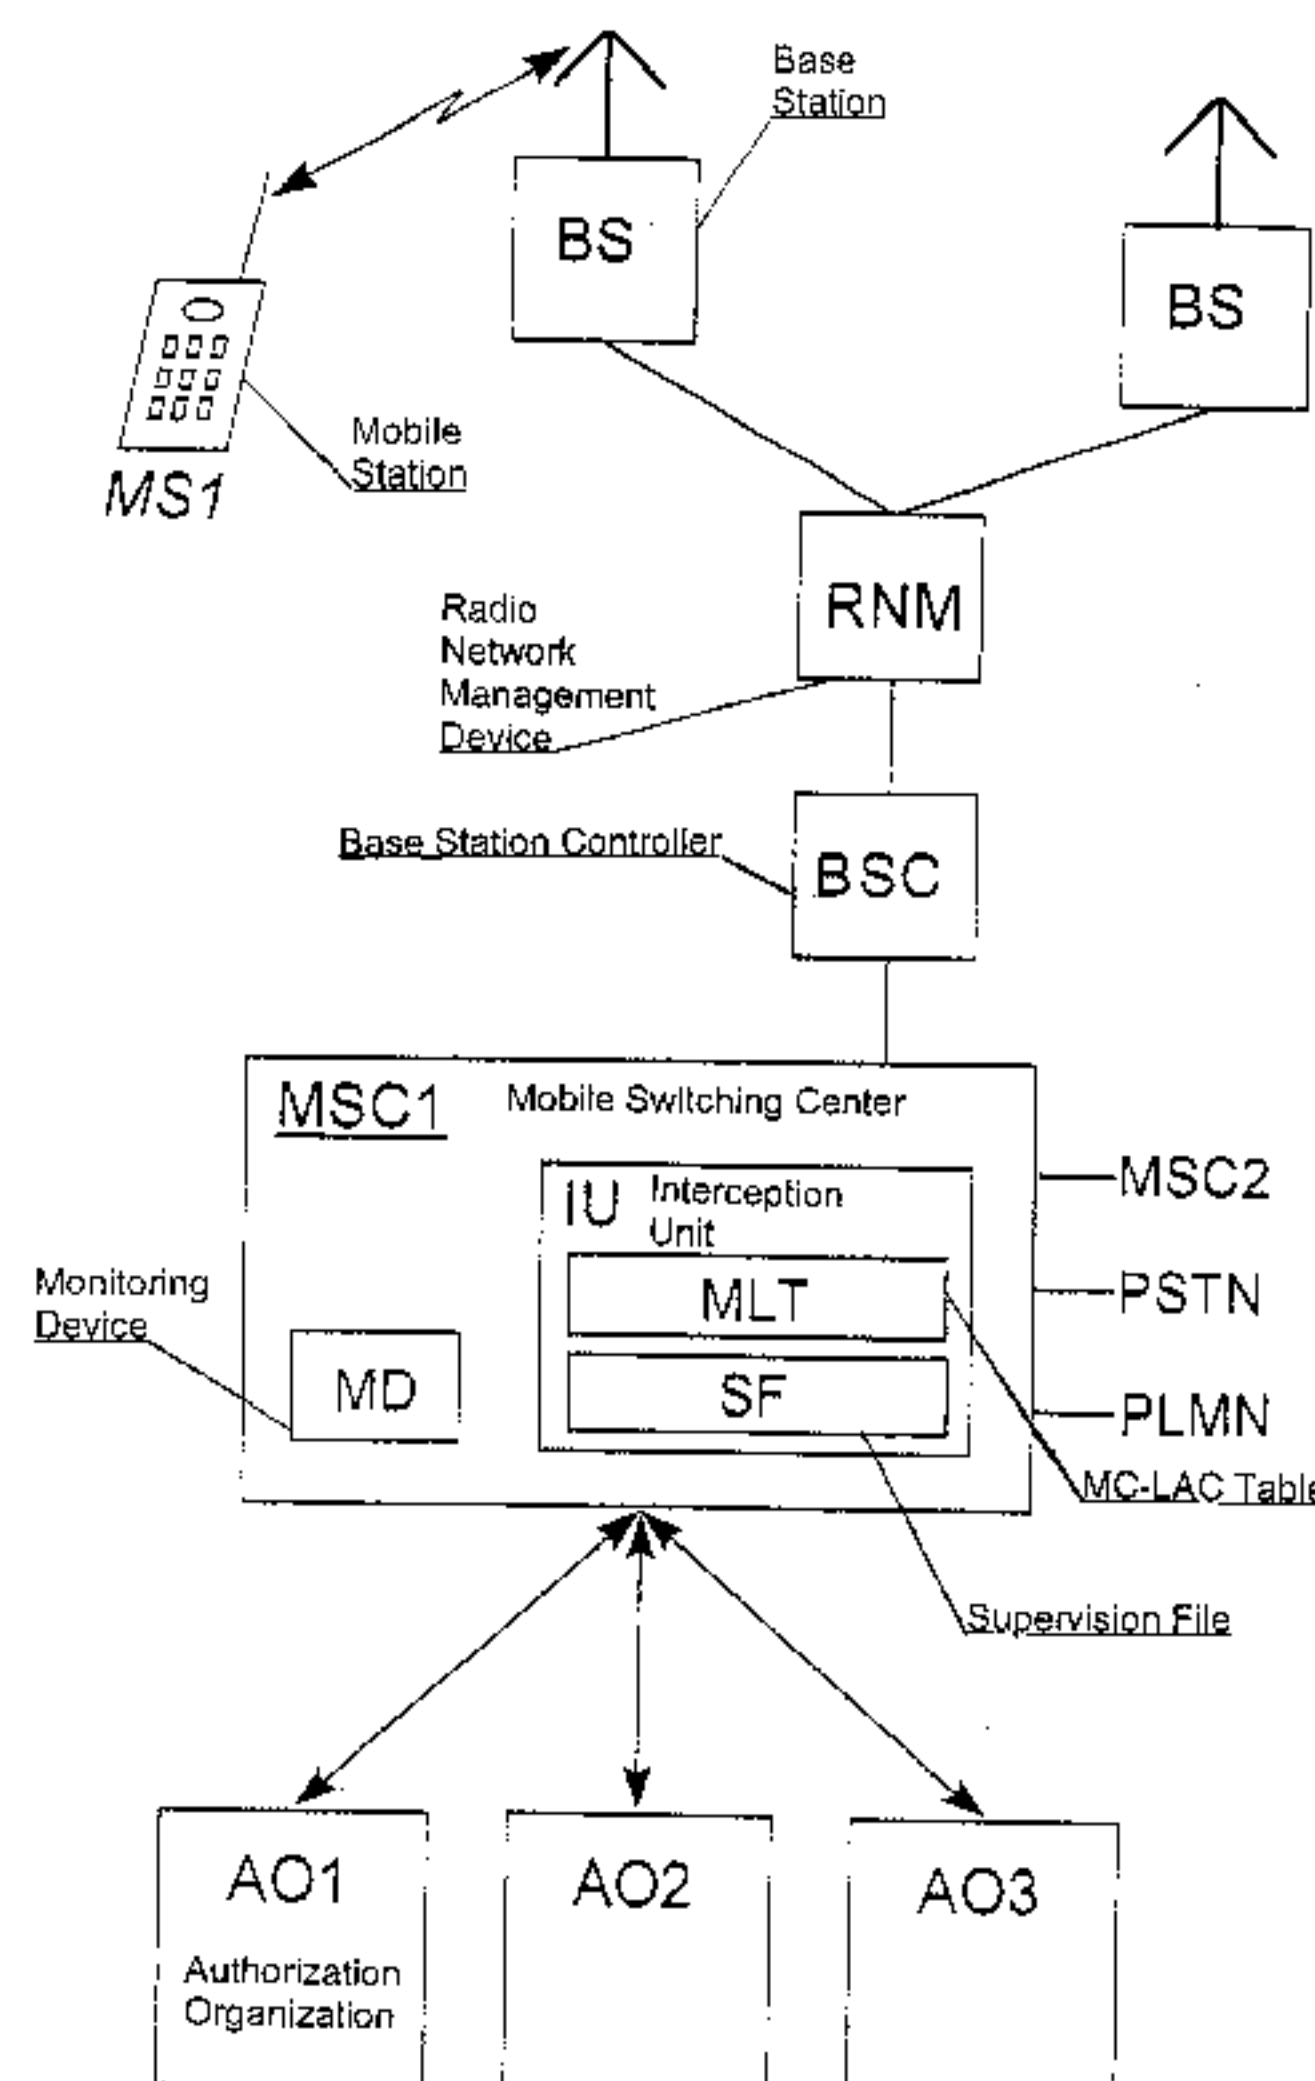 Base
Station
BS
BS
Mobile
Station
MS1
RNM
Radio
Network
Management
Device
Base Station Controller
BSC
MSC1
Mobile Switching Center
IU
Interception
Unit
MLT
SF
MD
Monitoring
Device
MSC2
PSTN
PLMN
MC-LAC Table
Supervision File
AO1
AO2
AO3
Authorization
Organization